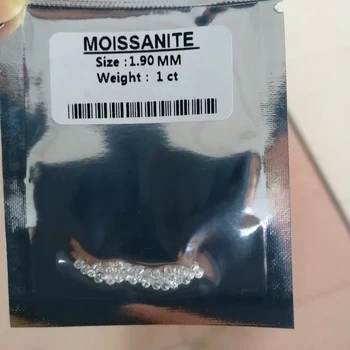 MOISSANITE
Size : 1.90 MM
Weight : 1 ct